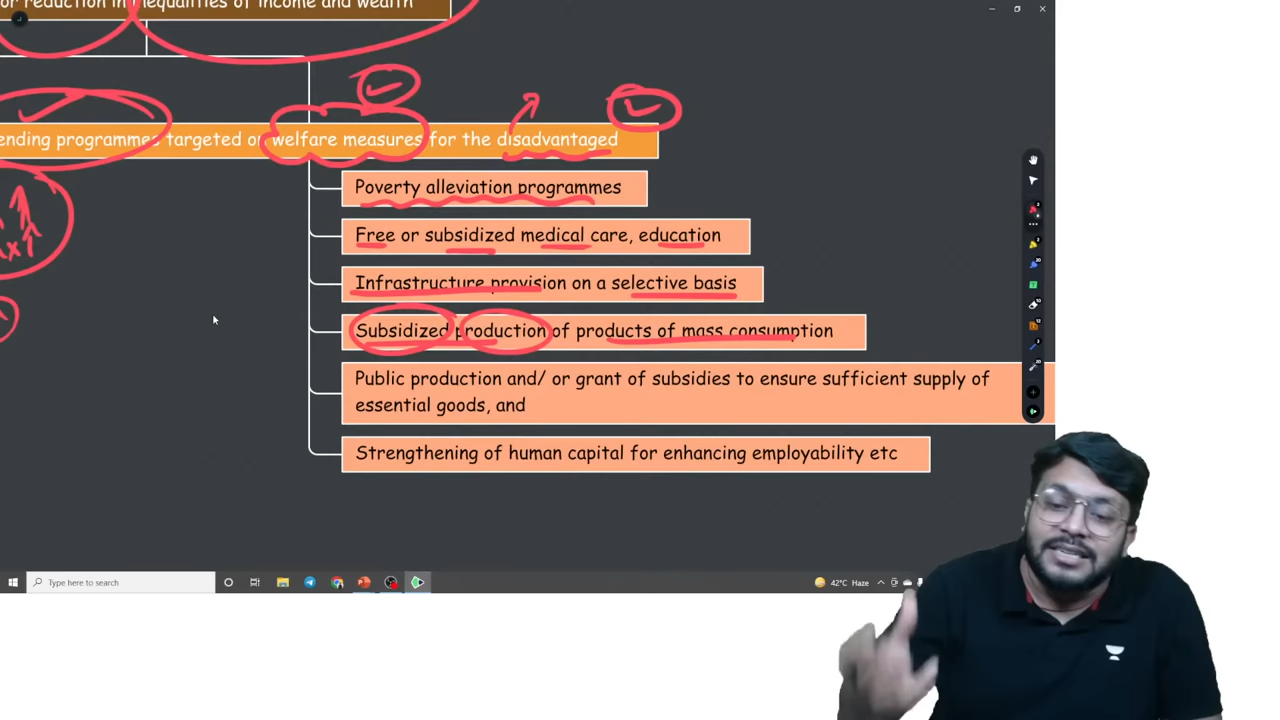 or reduction in inequalities of income and wealth
ending programmes targeted on welfare measures for the disadvantaged
Poverty alleviation programmes
Free or subsidized medical care, education
Infrastructure provision on a selective basis
Subsidized production of products of mass consumption
Public production and/ or grant of subsidies to ensure sufficient supply of
essential goods, and
Strengthening of human capital for enhancing employability etc
Type here to search
42°C Haze